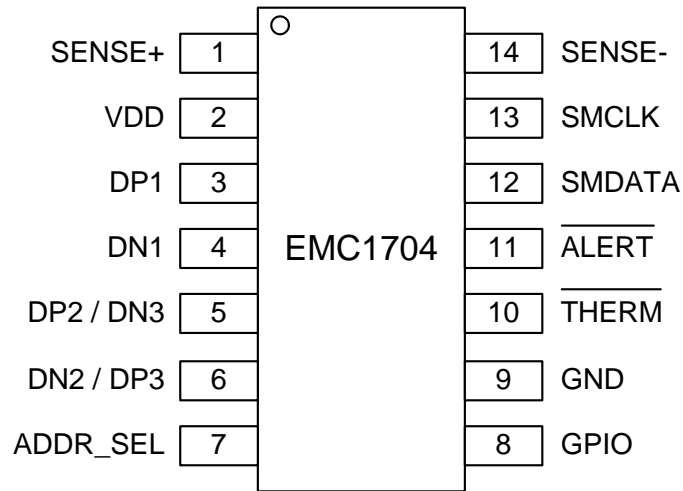 SENSE+ 1 14 SENSE-
VDD 2 13 SMCLK
DP1 3 12 SMDATA
DN1 4 EMC1704 11 ALERT
DP2 / DN3 5 10 THERM
DN2 / DP3 6 9 GND
ADDR_SEL 7 8 GPIO